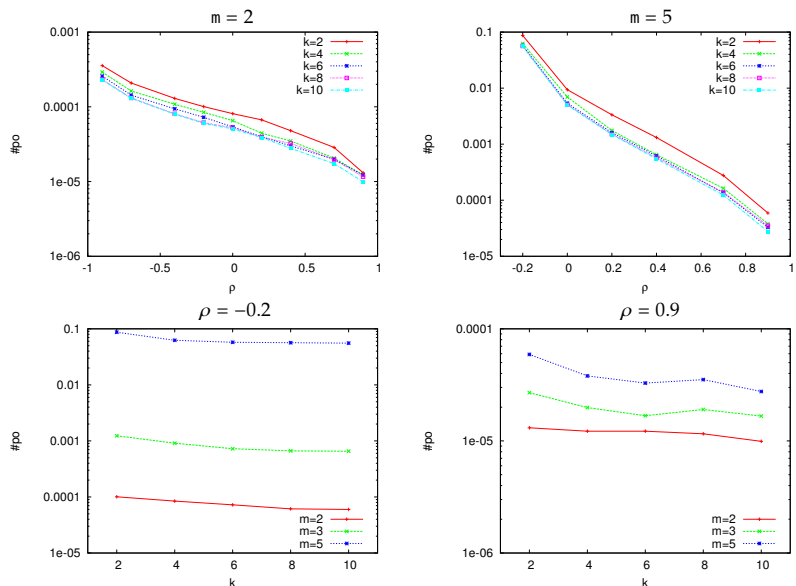 m = 2
0.001
0.0001
1e-05
1e-06
#po
-1
-0.5
0
0.5
1
ρ
k=2
k=4
k=6
k=8
k=10
m = 5
0.1
0.01
0.001
0.0001
1e-05
#po
-0.2
0
0.2
0.4
0.6
0.8
1
ρ
k=2
k=4
k=6
k=8
k=10
ρ = −0.2
0.1
0.01
0.001
0.0001
1e-05
#po
2
4
6
8
10
k
m=2
m=3
m=5
ρ = 0.9
0.0001
1e-05
1e-06
#po
2
4
6
8
10
k
m=2
m=3
m=5